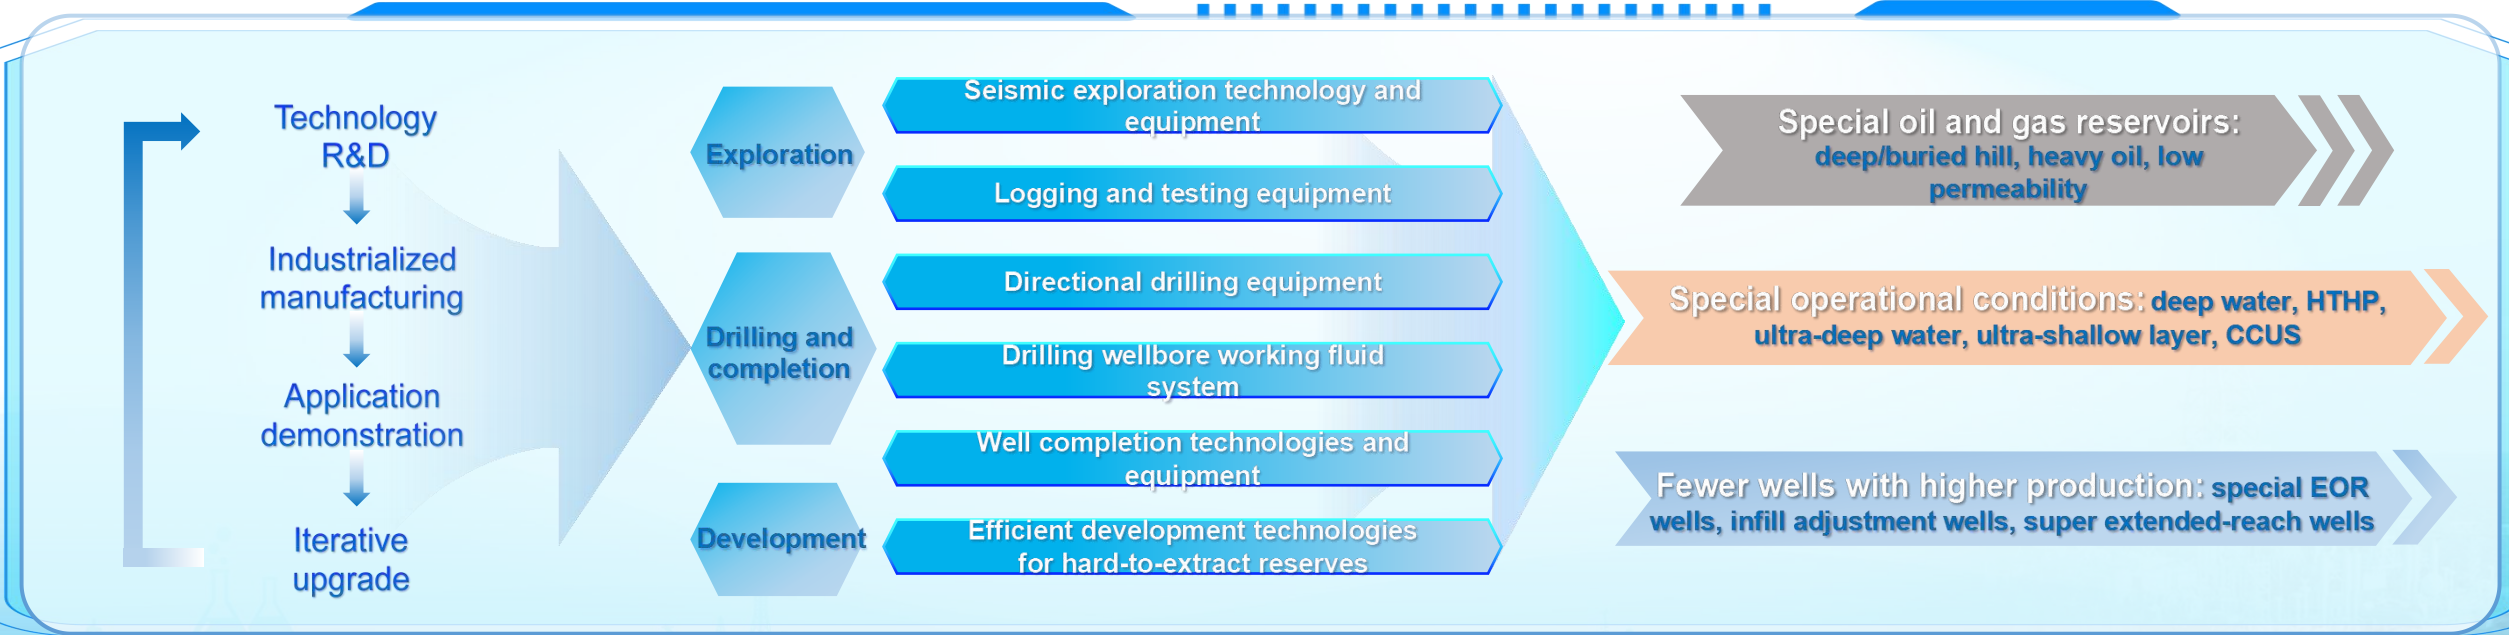 Technology
R&D
Industrialized
manufacturing
Application
demonstration
Iterative
upgrade
Exploration
Drilling and
completion
Development
Seismic exploration technology and
equipment
Logging and testing equipment
Directional drilling equipment
Drilling wellbore working fluid
system
Well completion technologies and
equipment
Efficient development technologies
for hard-to-extract reserves
Special oil and gas reservoirs:
deep/buried hill, heavy oil, low
permeability
Special operational conditions: deep water, HTHP,
ultra-deep water, ultra-shallow layer, CCUS
Fewer wells with higher production: special EOR
wells, infill adjustment wells, super extended-reach wells